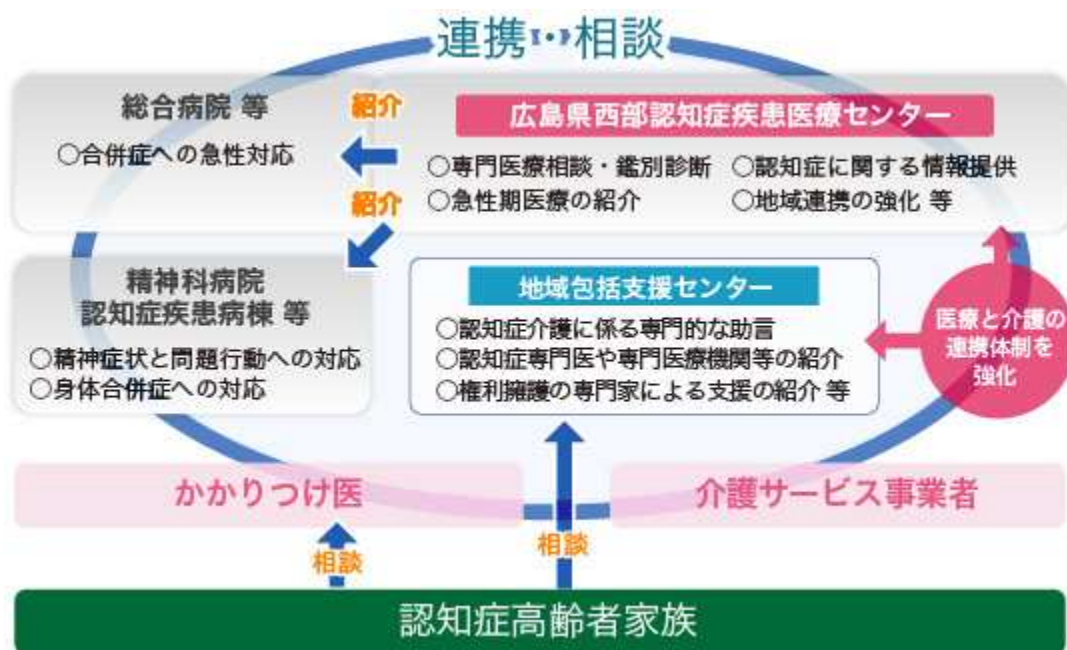 連携・相談
総合病院 等
○合併症への急性対応
紹介
紹介
広島県西部認知症疾患医療センター
○専門医療相談・鑑別診断 ○認知症に関する情報提供
○急性期医療の紹介 ○地域連携の強化 等
精神科病院
認知症疾患病棟 等
○精神症状と問題行動への対応
○身体合併症への対応
地域包括支援センター
○認知症介護に係る専門的な助言
○認知症専門医や専門医療機関等の紹介
○権利擁護の専門家による支援の紹介 等
医療と介護の
連携体制を
強化
かかりつけ医
介護サービス事業者
相談
相談
認知症高齢者家族